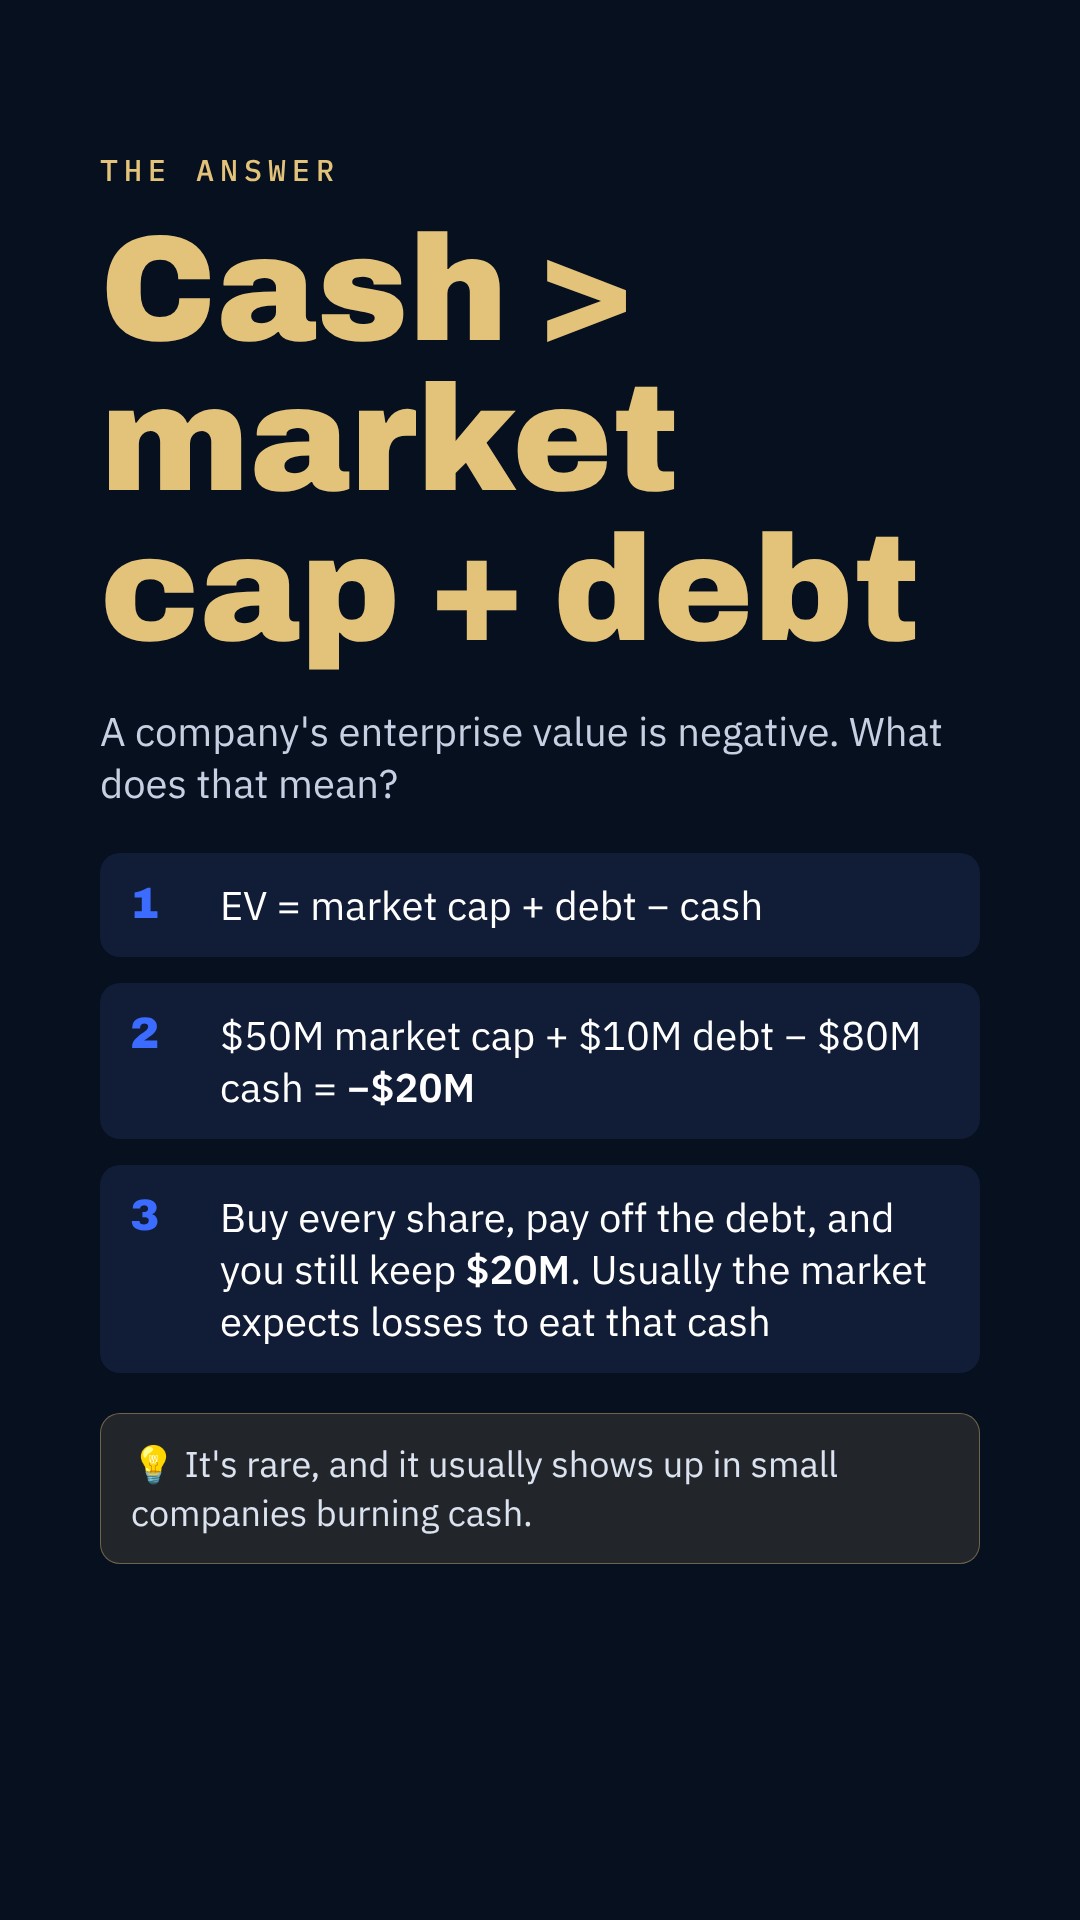 THE ANSWER
Cash >
market
cap + debt
A company's enterprise value is negative. What
does that mean?
1 EV = market cap + debt − cash
2 $50M market cap + $10M debt − $80M
cash = −$20M
3 Buy every share, pay off the debt, and
you still keep $20M. Usually the market
expects losses to eat that cash
💡 It's rare, and it usually shows up in small
companies burning cash.